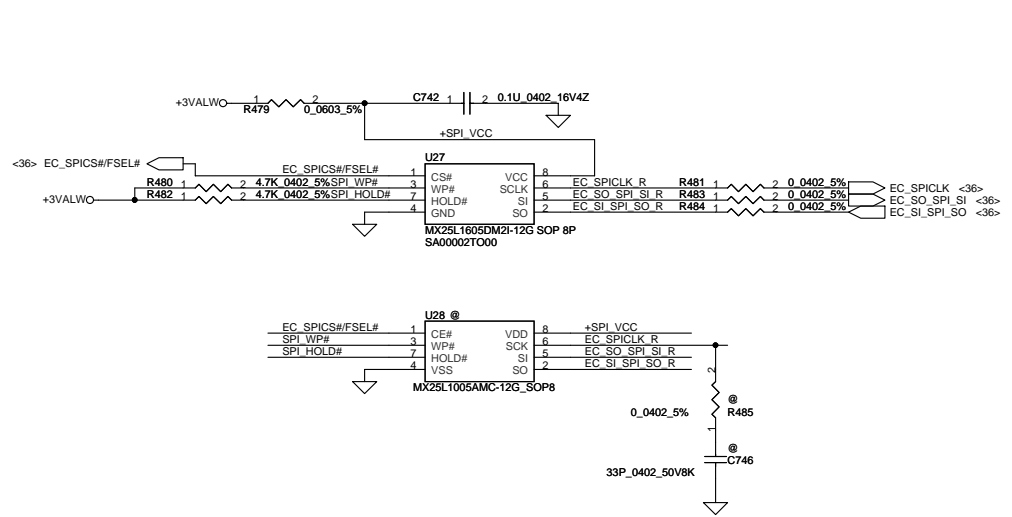 +3VALW 1 2 C742 1 2 0.1U_0402_16V4Z
R479 0_0603_5%
+SPI_VCC
U27
<36> EC_SPICS#/FSEL#
EC_SPICS#/FSEL# 1 CS# VCC 8
R480 1 2 4.7K_0402_5% SPI_WP# 3 WP# SCLK 6 EC_SPICLK_R R481 1 2 0_0402_5% EC_SPICLK <36>
+3VALW R482 1 2 4.7K_0402_5% SPI_HOLD# 7 HOLD# SI 5 EC_SO_SPI_SI_R R483 1 2 0_0402_5% EC_SO_SPI_SI <36>
4 GND SO 2 EC_SI_SPI_SO_R R484 1 2 0_0402_5% EC_SI_SPI_SO <36>
MX25L1605DM2I-12G SOP 8P
SA00002TO00
U28 @
EC_SPICS#/FSEL# 1 CE# VDD 8 +SPI_VCC
SPI_WP# 3 WP# SCK 6 EC_SPICLK_R
SPI_HOLD# 7 HOLD# SI 5 EC_SO_SPI_SI_R
4 VSS SO 2 EC_SI_SPI_SO_R
MX25L1005AMC-12G_SOP8
2
@
0_0402_5% R485
1
@
C746
33P_0402_50V8K